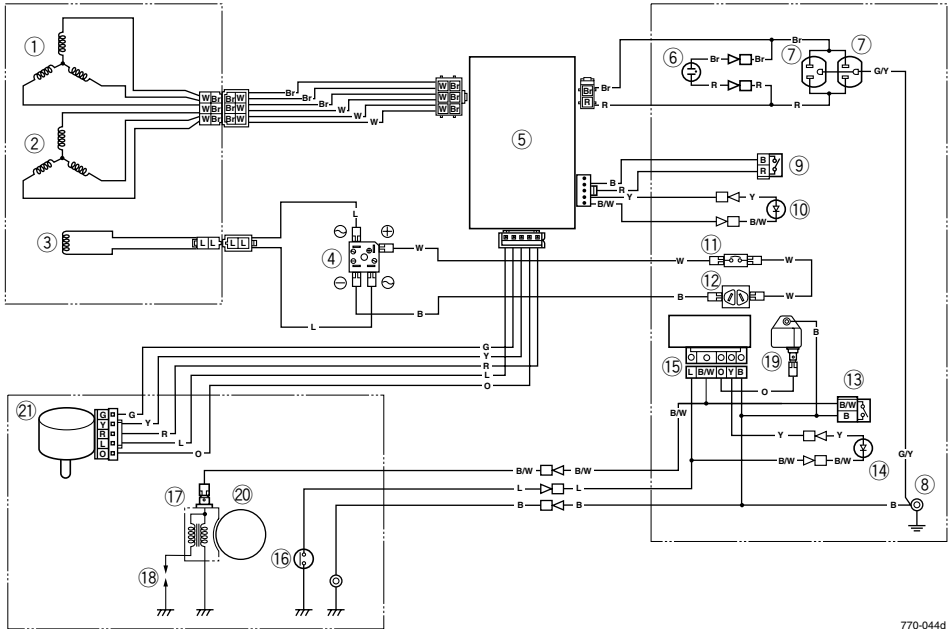 1
2
3
4
5
6
7
7
8
9
10
11
12
13
14
15
16
17
18
19
20
21
W Br Br W
W Br Br W
W Br Br W
Br
Br
Br
W
W
W
W Br
W Br
W Br
Br
R
Br
R
Br
Br Br
R R
R
G/Y
B
R
Y
B/W
B
R
Y
B/W
L L L L
L
L
W
B
W W
B W
G
Y
R
L
O
G
Y
R
L
O
G
Y
R
L
O
L B/W O Y B
B
O
B/W
B/W
B
Y Y
B/W B/W
G/Y
B/W B/W
L L
B B
B
770-044d